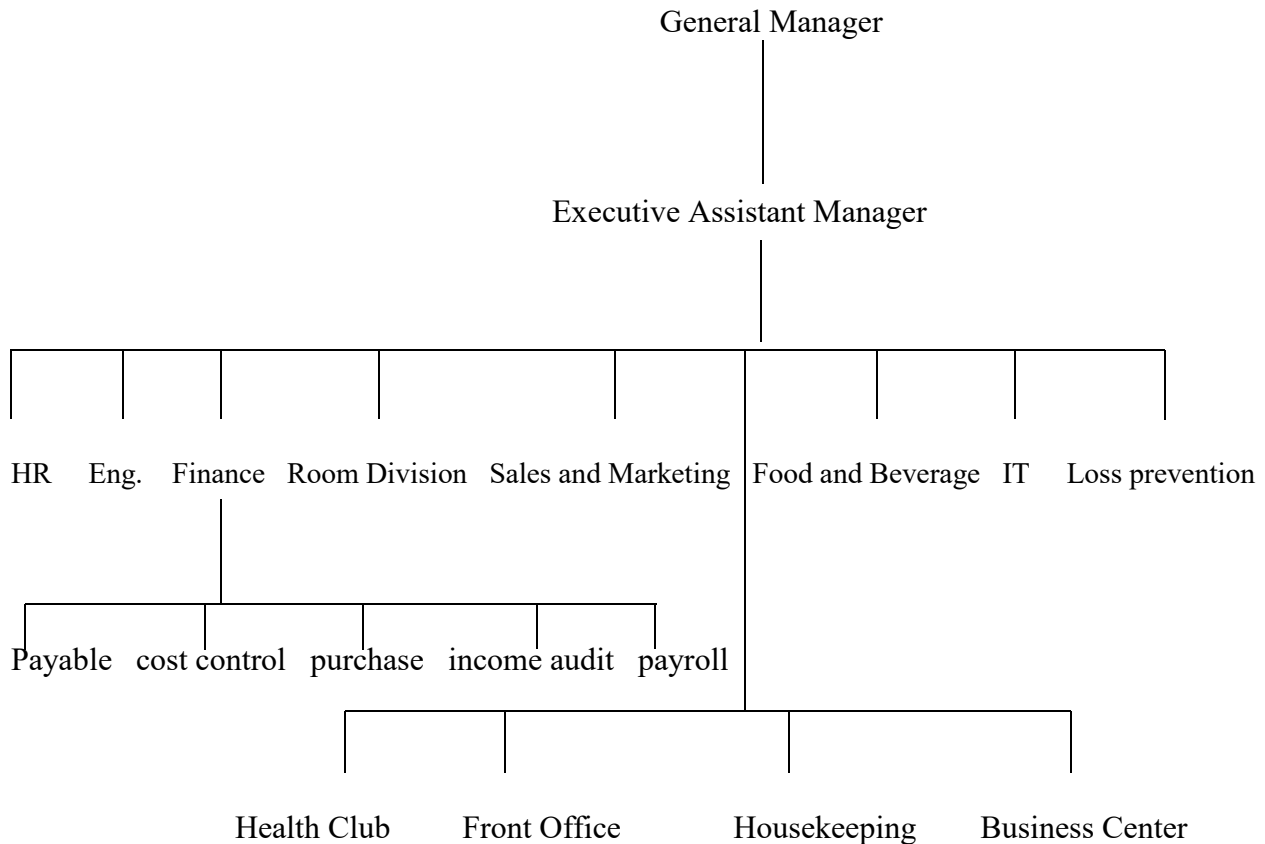 General Manager
Executive Assistant Manager
HR Eng. Finance Room Division Sales and Marketing Food and Beverage IT Loss prevention
Payable cost control purchase income audit payroll
Health Club Front Office Housekeeping Business Center